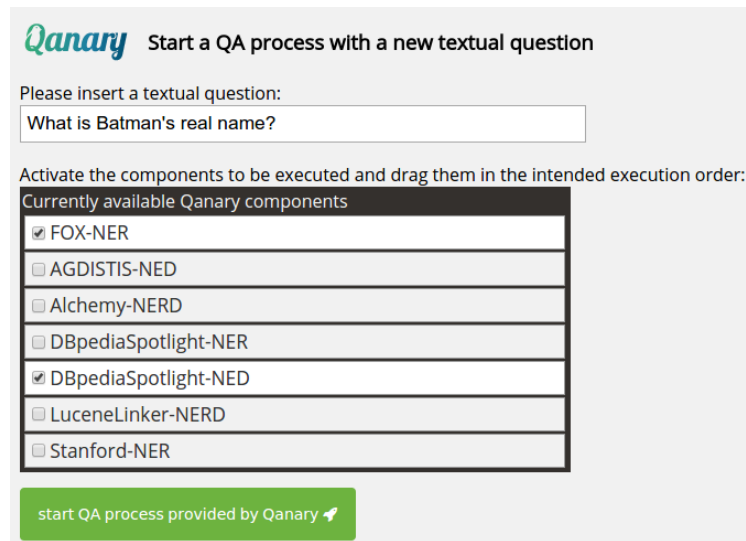 Qanary Start a QA process with a new textual question
Please insert a textual question:
What is Batman's real name?
Activate the components to be executed and drag them in the intended execution order:
Currently available Qanary components
FOX-NER
AGDISTIS-NED
Alchemy-NERD
DBpediaSpotlight-NER
DBpediaSpotlight-NED
LuceneLinker-NERD
Stanford-NER
start QA process provided by Qanary